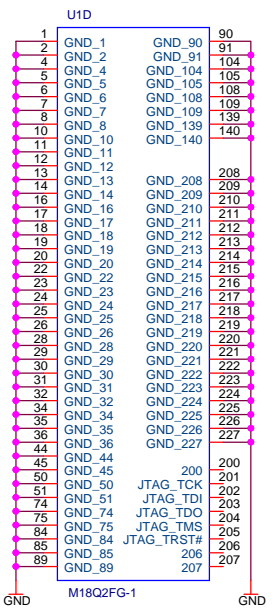 U1D
1 GND_1 GND_90 90
2 GND_2 GND_91 91
4 GND_4 GND_104 104
5 GND_5 GND_105 105
6 GND_6 GND_108 108
7 GND_7 GND_109 109
8 GND_8 GND_139 139
10 GND_10 GND_140 140
11 GND_11
12 GND_12
13 GND_13 GND_208 208
14 GND_14 GND_209 209
16 GND_16 GND_210 210
17 GND_17 GND_211 211
18 GND_18 GND_212 212
19 GND_19 GND_213 213
20 GND_20 GND_214 214
22 GND_22 GND_215 215
23 GND_23 GND_216 216
24 GND_24 GND_217 217
25 GND_25 GND_218 218
26 GND_26 GND_219 219
28 GND_28 GND_220 220
29 GND_29 GND_221 221
30 GND_30 GND_222 222
31 GND_31 GND_223 223
32 GND_32 GND_224 224
34 GND_34 GND_225 225
35 GND_35 GND_226 226
36 GND_36 GND_227 227
44 GND_44
45 GND_45 200 200
50 GND_50 JTAG_TCK 201
51 GND_51 JTAG_TDI 202
74 GND_74 JTAG_TDO 203
75 GND_75 JTAG_TMS 204
84 GND_84 JTAG_TRST# 205
85 GND_85 206 206
89 GND_89 207 207
GND M18Q2FG-1 GND